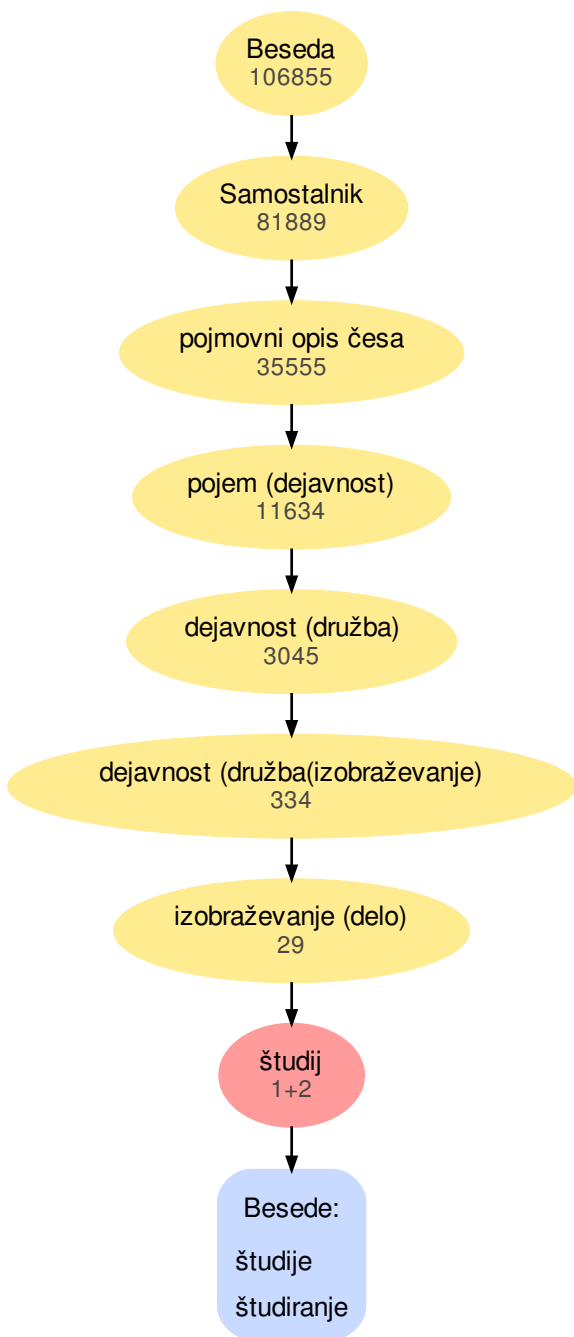 Beseda
106855
Samostalnik
81889
pojmovni opis česa
35555
pojem (dejavnost)
11634
dejavnost (družba)
3045
dejavnost (družba(izobraževanje)
334
izobraževanje (delo)
29
študij
1+2
Besede:
študije
študiranje